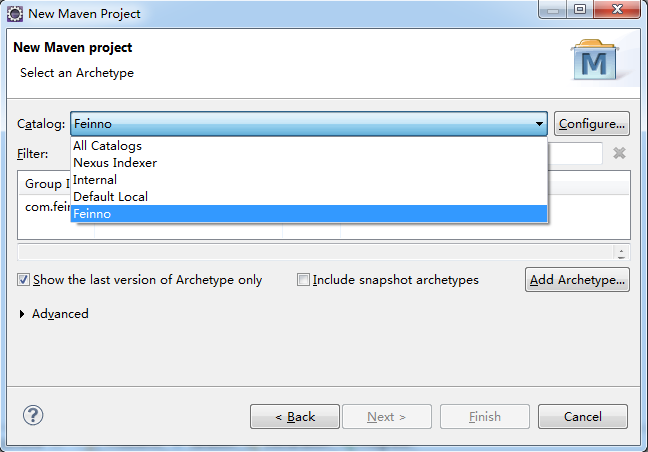 New Maven Project
New Maven project
Select an Archetype
M
Catalog: Feinno Configure...
All Catalogs
Filter:
Nexus Indexer
Internal
Group I
Default Local
com.fein
Feinno
Show the last version of Archetype only Include snapshot archetypes Add Archetype...
Advanced
? < Back Next > Finish Cancel